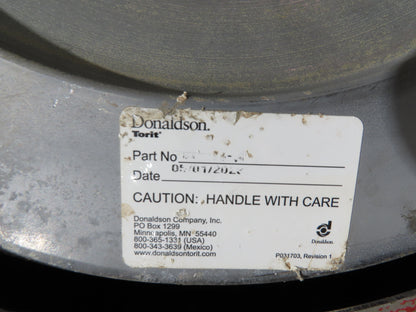 Donaldson.
Torit
Part No
Date
CAUTION: HANDLE WITH CARE
Donaldson Company, Inc.
PO Box 1299
Minneapolis, MN 55440
800-365-1331 (USA)
800-343-3639 (Mexico)
www.donaldsontorit.com
Donaldson.
P031703, Revision 1